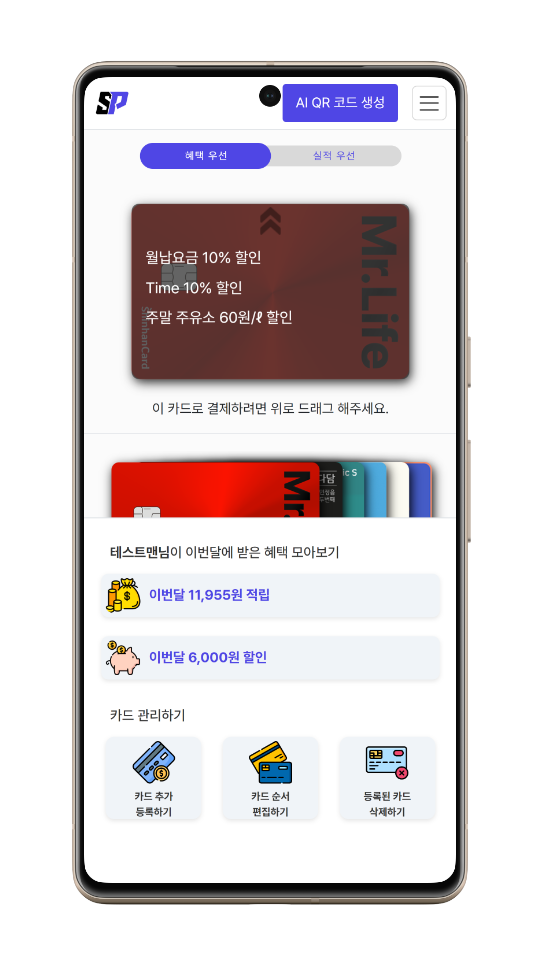 SP
AI QR 코드 생성
혜택 우선
실적 우선
월납요금 10% 할인
Time 10% 할인
주말 주유소 60원/ℓ 할인
Mr.Life
ShinhanCard
이 카드로 결제하려면 위로 드래그 해주세요.
Mr.
다담
ic S
테스트맨님이 이번달에 받은 혜택 모아보기
이번달 11,955원 적립
이번달 6,000원 할인
카드 관리하기
카드 추가
등록하기
카드 순서
편집하기
등록된 카드
삭제하기